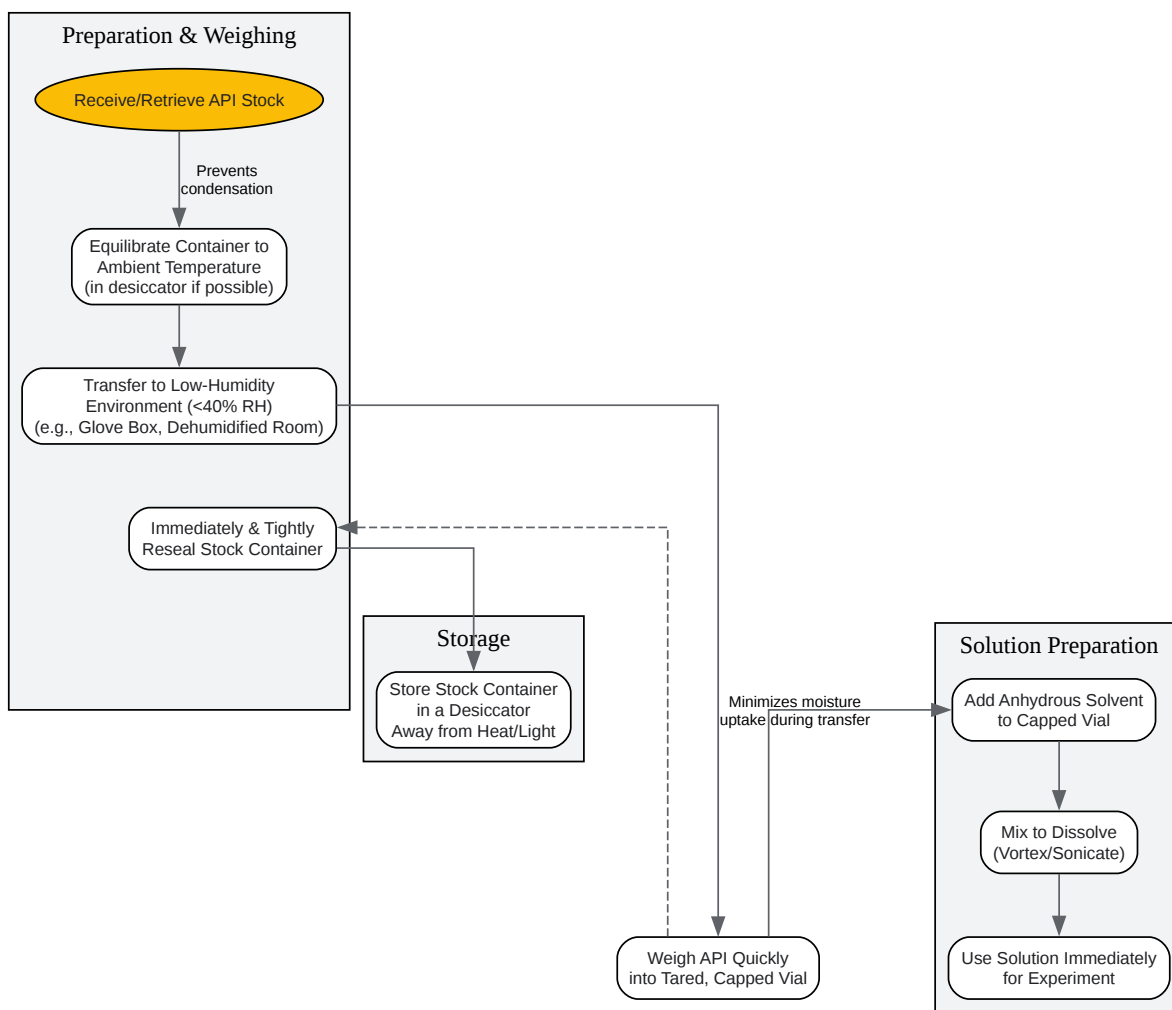 Preparation & Weighing
Receive/Retrieve API Stock
Prevents
condensation
Equilibrate Container to
Ambient Temperature
(in desiccator if possible)
Transfer to Low-Humidity
Environment (<40% RH)
(e.g., Glove Box, Dehumidified Room)
Immediately & Tightly
Reseal Stock Container
Storage
Store Stock Container
in a Desiccator
Away from Heat/Light
Minimizes moisture
uptake during transfer
Weigh API Quickly
into Tared, Capped Vial
Solution Preparation
Add Anhydrous Solvent
to Capped Vial
Mix to Dissolve
(Vortex/Sonicate)
Use Solution Immediately
for Experiment